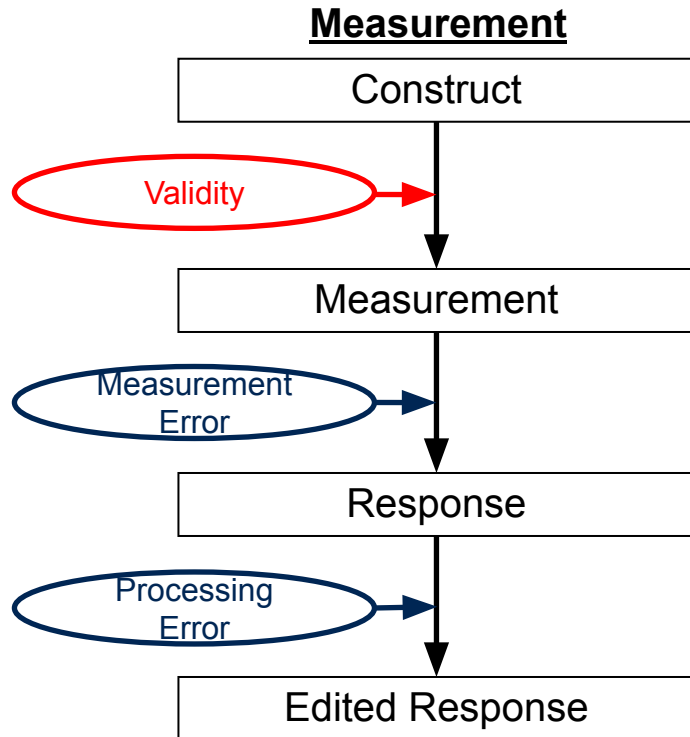 Measurement
Construct
Validity
Measurement
Measurement
Error
Response
Processing
Error
Edited Response